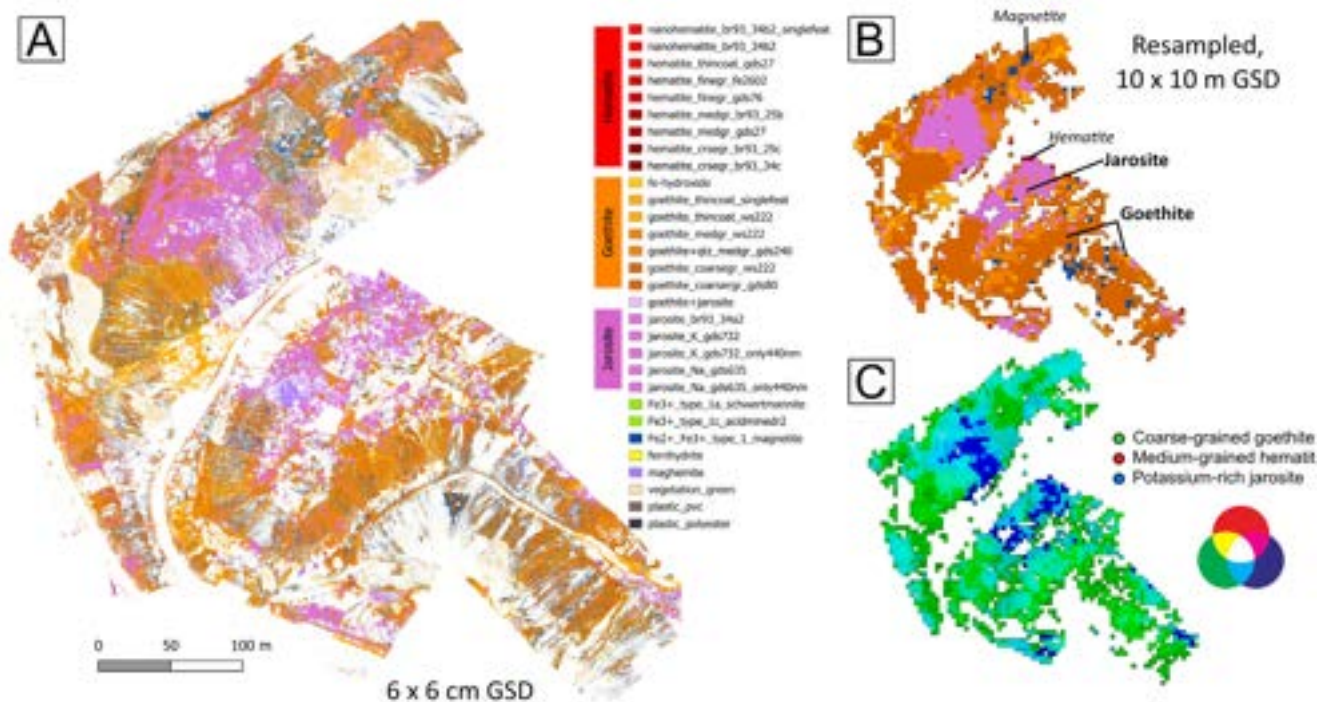 A
Hematite
nanohematite_br93_34b2_singlefeat
nanohematite_br93_34b2
hematite_thincoat_gds27
hematite_finegr_fe2602
hematite_finegr_gds76
hematite_medgr_br93_25b
hematite_medgr_gds27
hematite_crsegr_br93_25c
hematite_crsegr_br93_34c
Goethite
fe-hydroxide
goethite_thincoat_singlefeat
goethite_thincoat_ws222
goethite_medgr_ws222
goethite+qtz_medgr_gds240
goethite_coarsegr_ws222
goethite_coarsergr_gds80
Jarosite
goethite+jarosite
jarosite_br93_34a2
jarosite_K_gds732
jarosite_K_gds732_only440nm
jarosite_Na_gds635
jarosite_Na_gds635_only440nm
Fe3+_type_1a_schwertmannite
Fe3+_type_1c_acidmnedr2
Fe2+_Fe3+_type_1_magnetite
ferrihydrite
maghemite
vegetation_green
plastic_pvc
plastic_polyester
0 50 100 m
6 x 6 cm GSD
B
Magnetite
Resampled,
10 x 10 m GSD
Hematite
Jarosite
Goethite
C
Coarse-grained goethite
Medium-grained hematit
Potassium-rich jarosite